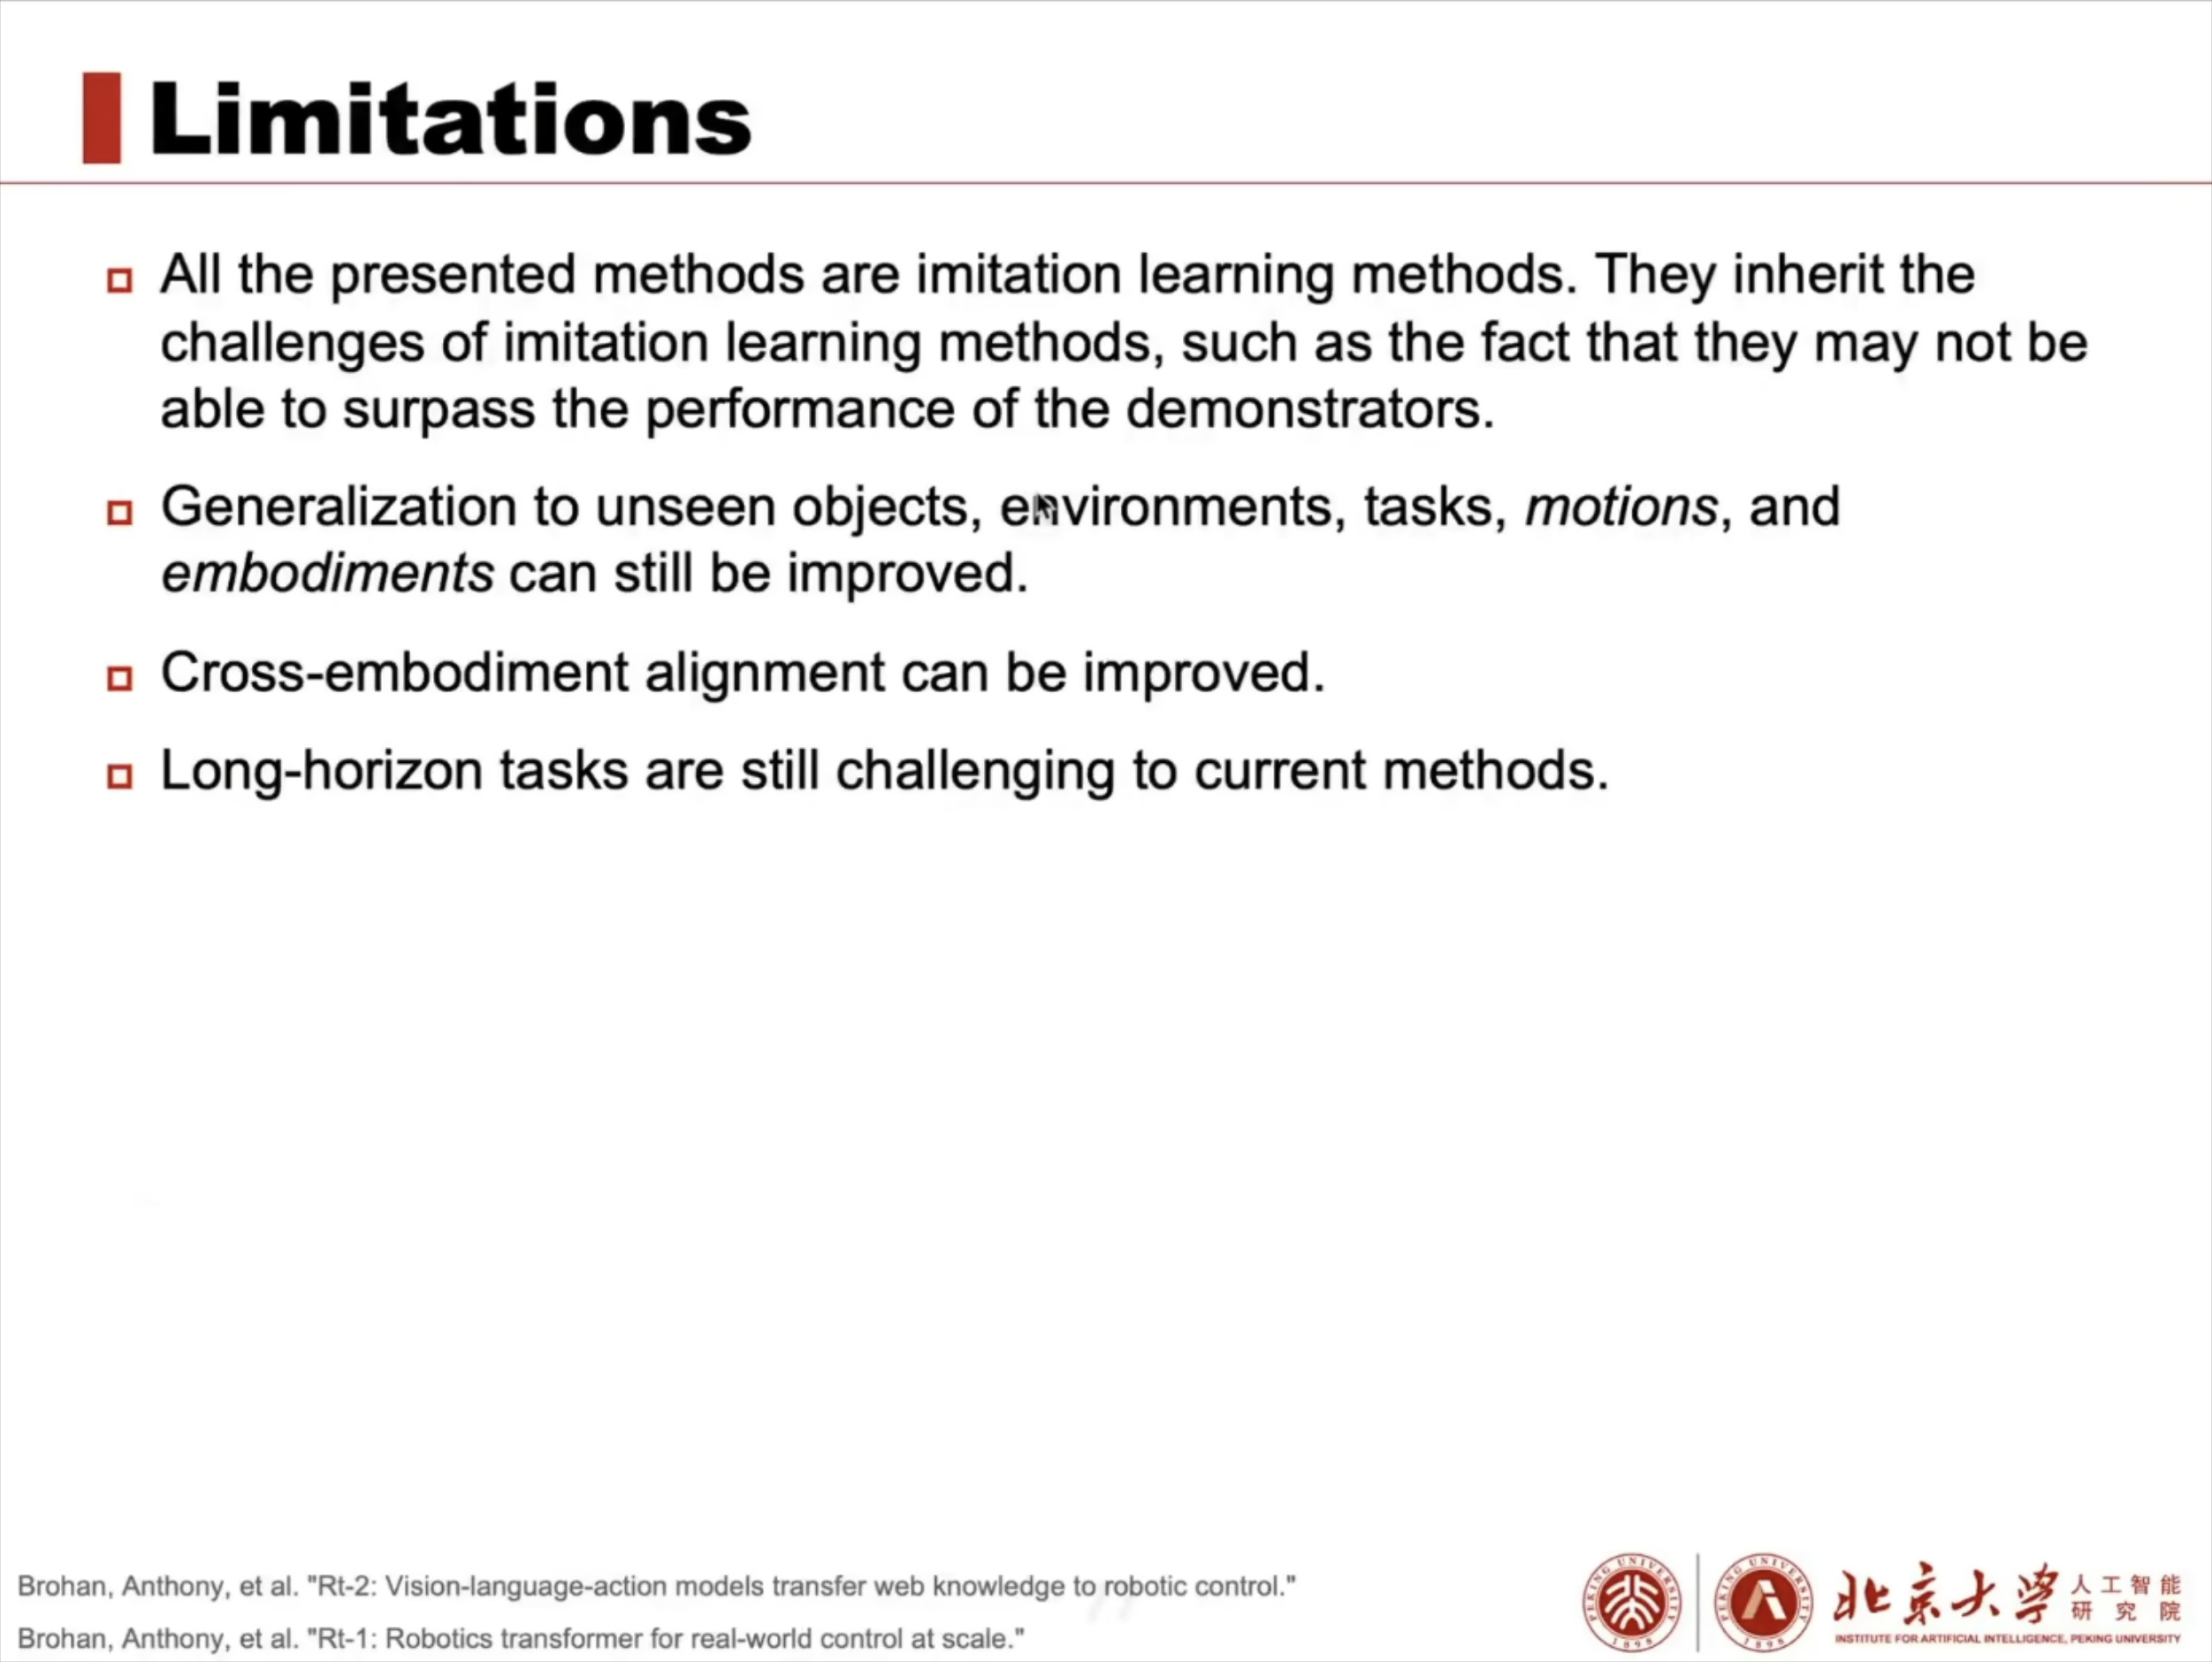 Limitations
All the presented methods are imitation learning methods. They inherit the
challenges of imitation learning methods, such as the fact that they may not be
able to surpass the performance of the demonstrators.
Generalization to unseen objects, environments, tasks, motions, and
embodiments can still be improved.
Cross-embodiment alignment can be improved.
Long-horizon tasks are still challenging to current methods.
Brohan, Anthony, et al. "Rt-2: Vision-language-action models transfer web knowledge to robotic control."
Brohan, Anthony, et al. "Rt-1: Robotics transformer for real-world control at scale."
PEKING UNIVERSITY
1898
PEKING UNIVERSITY
1898
北京大学
人工智能
研究院
INSTITUTE FOR ARTIFICIAL INTELLIGENCE, PEKING UNIVERSITY